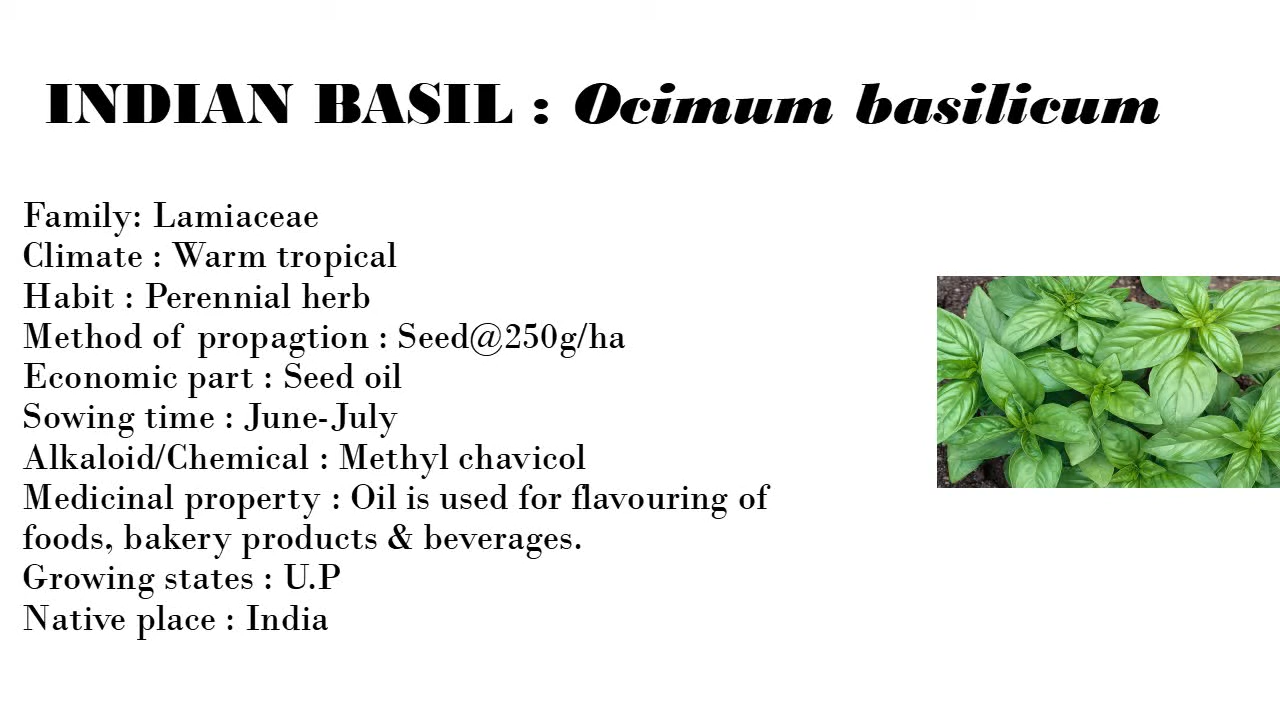 INDIAN BASIL : Ocimum basilicum
Family: Lamiaceae
Climate : Warm tropical
Habit : Perennial herb
Method of propagtion : Seed@250g/ha
Economic part : Seed oil
Sowing time : June-July
Alkaloid/Chemical : Methyl chavicol
Medicinal property : Oil is used for flavouring of
foods, bakery products & beverages.
Growing states : U.P
Native place : India